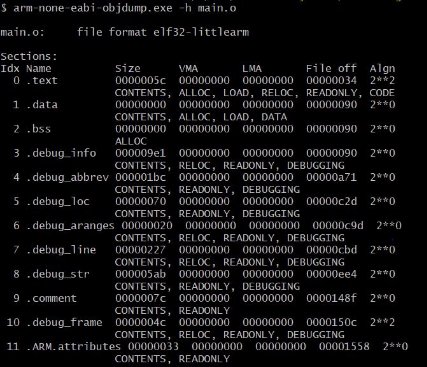 $ arm-none-eabi-objdump.exe -h main.o
main.o:     file format elf32-littlearm
Sections:
Idx Name          Size      VMA       LMA       File off  Algn
  0 .text         0000005c  00000000  00000000  00000034  2**2
                  CONTENTS, ALLOC, LOAD, RELOC, READONLY, CODE
  1 .data         00000000  00000000  00000000  00000090  2**0
                  CONTENTS, ALLOC, LOAD, DATA
  2 .bss          00000000  00000000  00000000  00000090  2**0
                  ALLOC
  3 .debug_info   000009e1  00000000  00000000  00000090  2**0
                  CONTENTS, RELOC, READONLY, DEBUGGING
  4 .debug_abbrev 000001bc  00000000  00000000  00000a71  2**0
                  CONTENTS, READONLY, DEBUGGING
  5 .debug_loc    00000070  00000000  00000000  00000c2d  2**0
                  CONTENTS, READONLY, DEBUGGING
  6 .debug_aranges 00000020  00000000  00000000  00000c9d  2**0
                  CONTENTS, RELOC, READONLY, DEBUGGING
  7 .debug_line   00000227  00000000  00000000  00000cbd  2**0
                  CONTENTS, RELOC, READONLY, DEBUGGING
  8 .debug_str    000005ab  00000000  00000000  00000ee4  2**0
                  CONTENTS, READONLY, DEBUGGING
  9 .comment      0000007c  00000000  00000000  0000148f  2**0
                  CONTENTS, READONLY
 10 .debug_frame  0000004c  00000000  00000000  0000150c  2**2
                  CONTENTS, RELOC, READONLY, DEBUGGING
 11 .ARM.attributes 00000033  00000000  00000000  00001558  2**0
                  CONTENTS, READONLY